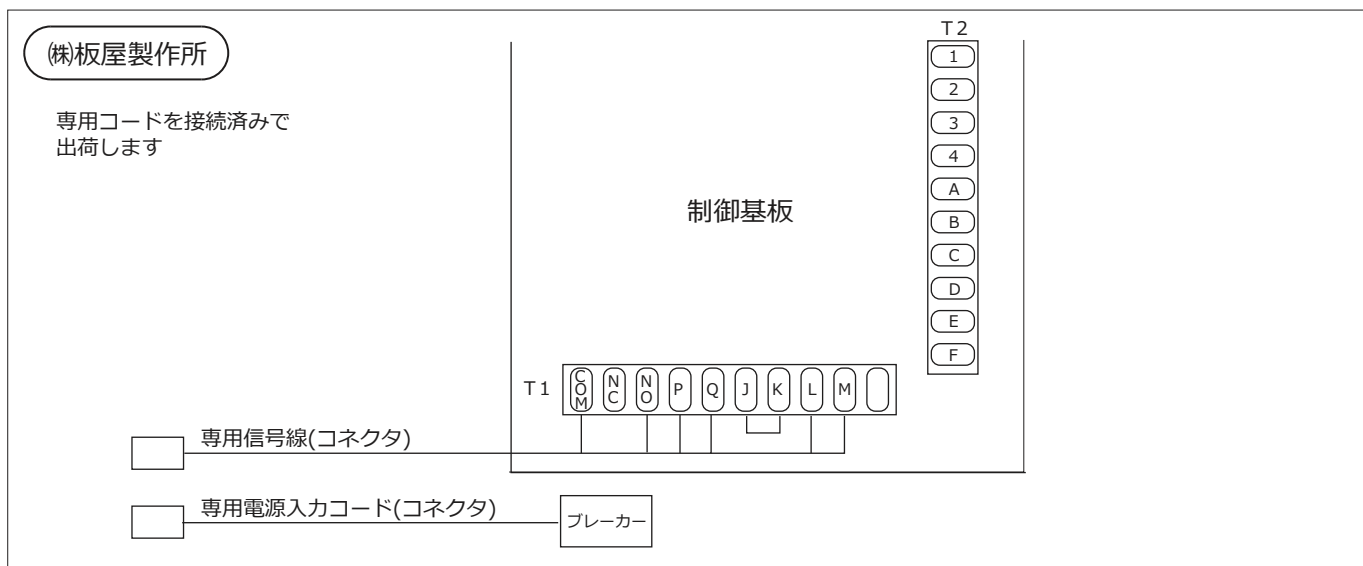 ㈱板屋製作所
専用コードを接続済みで
出荷します
制御基板
T2
1
2
3
4
A
B
C
D
E
F
T1
COM
NC
NO
P
Q
J
K
L
M
専用信号線(コネクタ)
専用電源入力コード(コネクタ)
ブレーカー